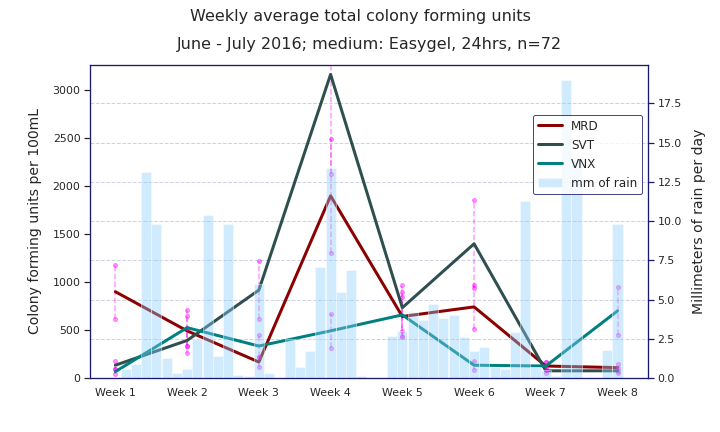 Weekly average total colony forming units
June - July 2016; medium: Easygel, 24hrs, n=72
Colony forming units per 100mL
3000
2500
2000
1500
1000
500
0
17.5
15.0
12.5
10.0
7.5
5.0
2.5
0.0
Millimeters of rain per day
MRD
SVT
VNX
mm of rain
Week 1 Week 2 Week 3 Week 4 Week 5 Week 6 Week 7 Week 8